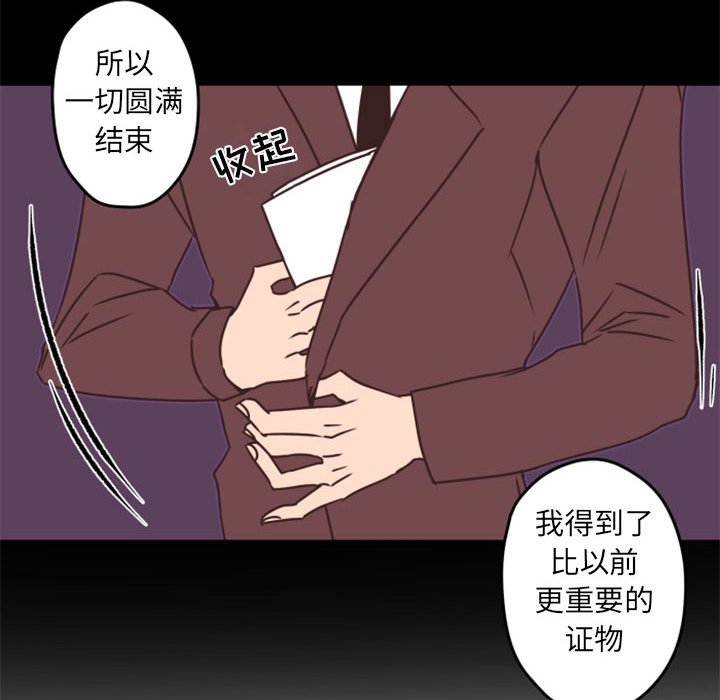 所以
一切圆满
结束
收起
我得到了
比以前
更重要的
证物